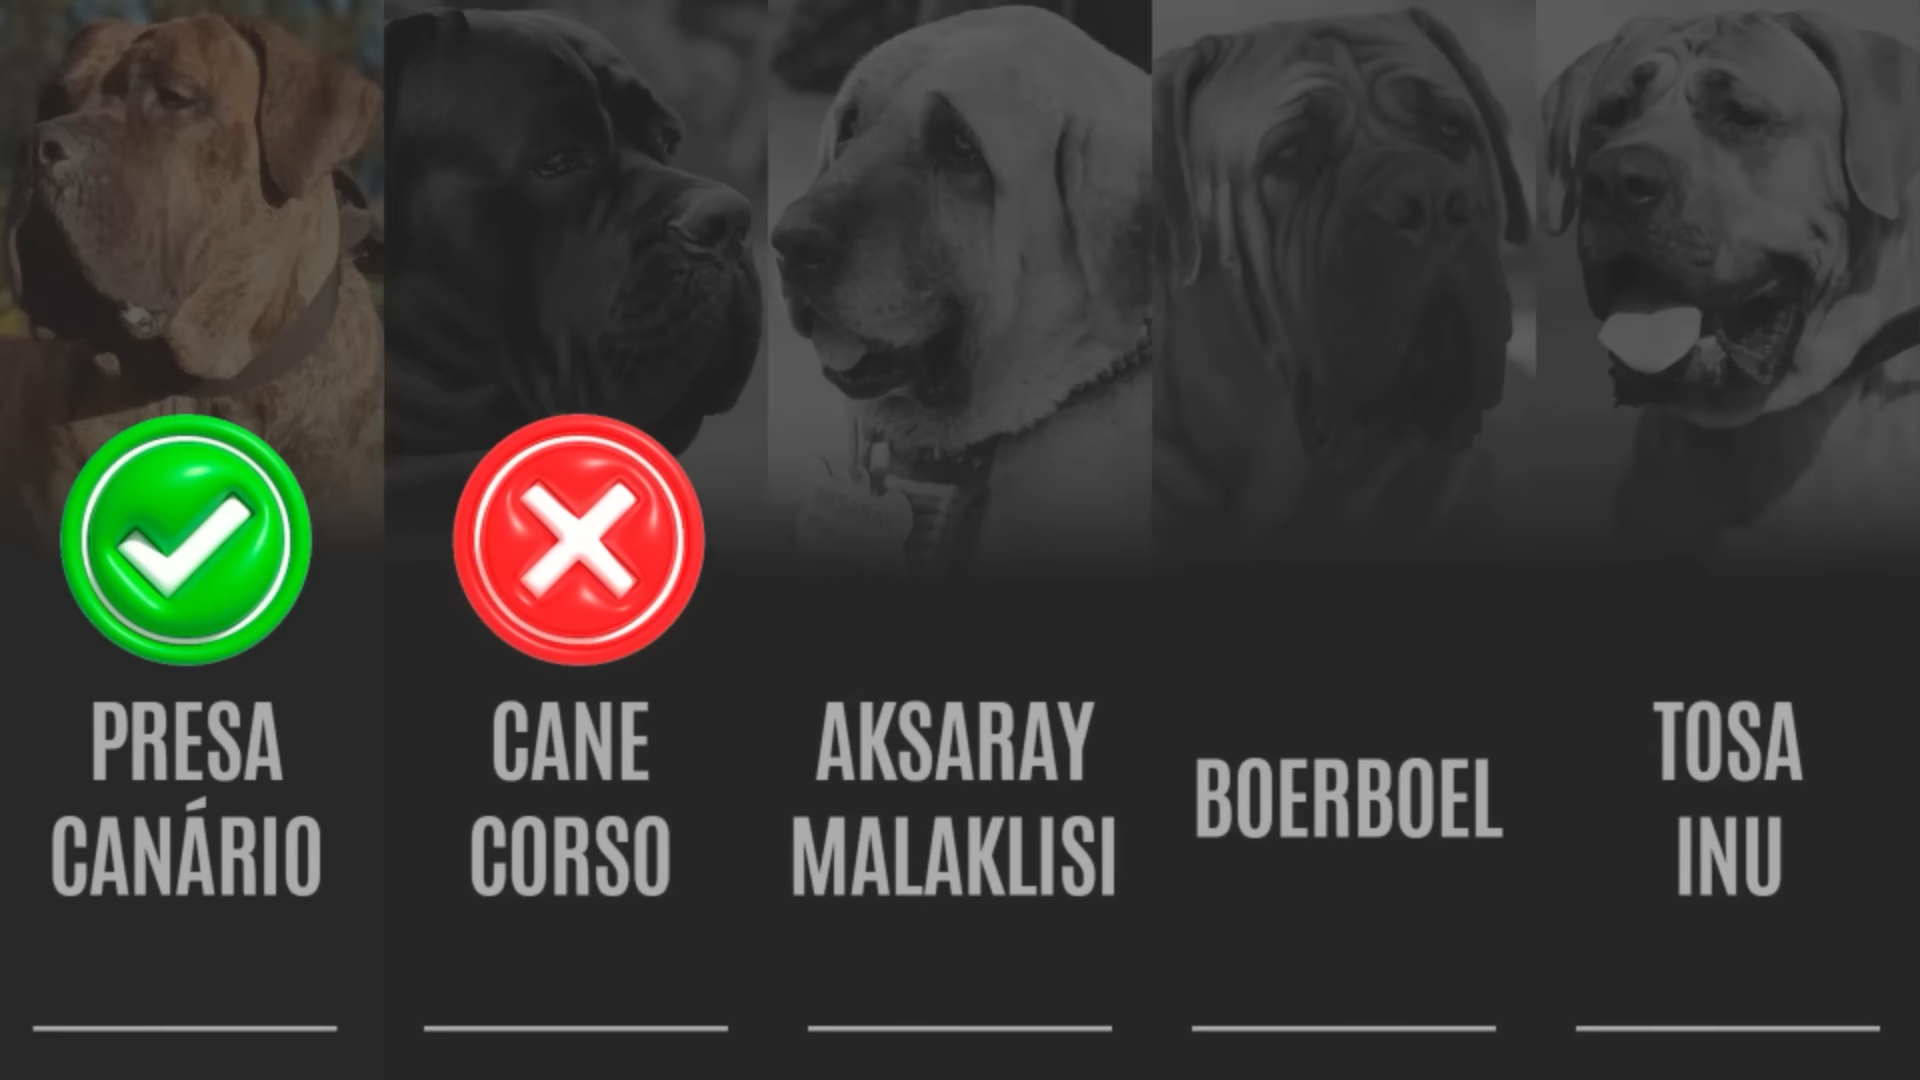 PRESA
CANÁRIO
CANE
CORSO
AKSARAY
MALAKLISI
BOERBOEL
TOSA
INU